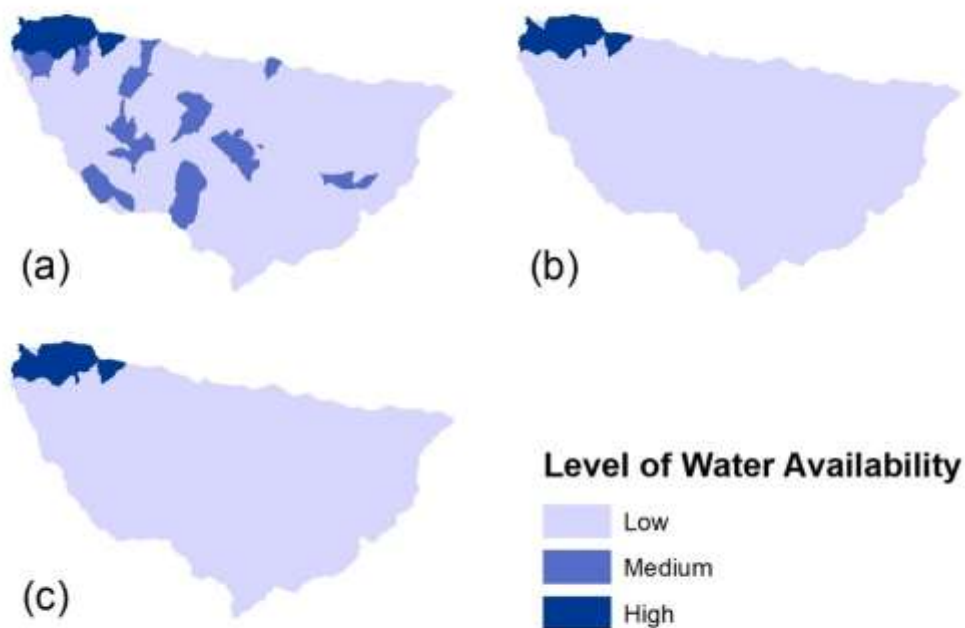 (a)
(b)
(c)
Level of Water Availability
Low
Medium
High